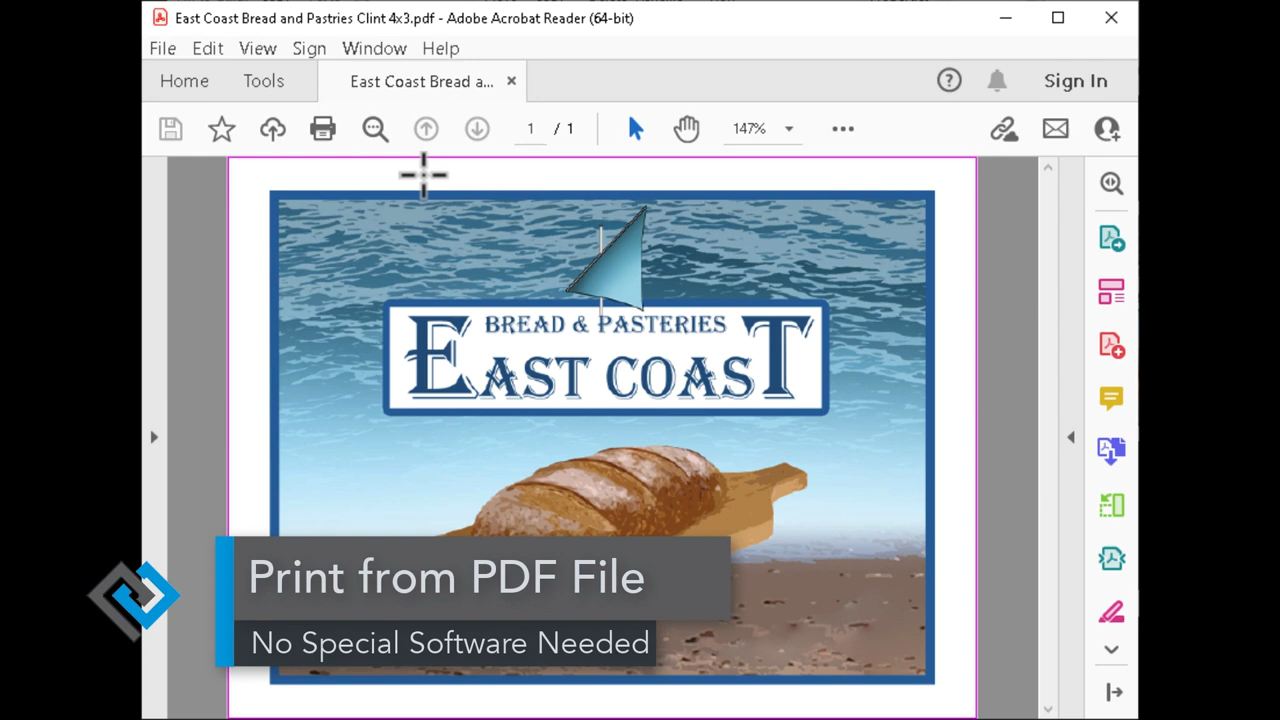 East Coast Bread and Pastries Clint 4x3.pdf - Adobe Acrobat Reader (64-bit)
File Edit View Sign Window Help
Home Tools East Coast Bread a... × Sign In
1 / 1 147%
BREAD & PASTERIES
EAST COAST
Print from PDF File
No Special Software Needed